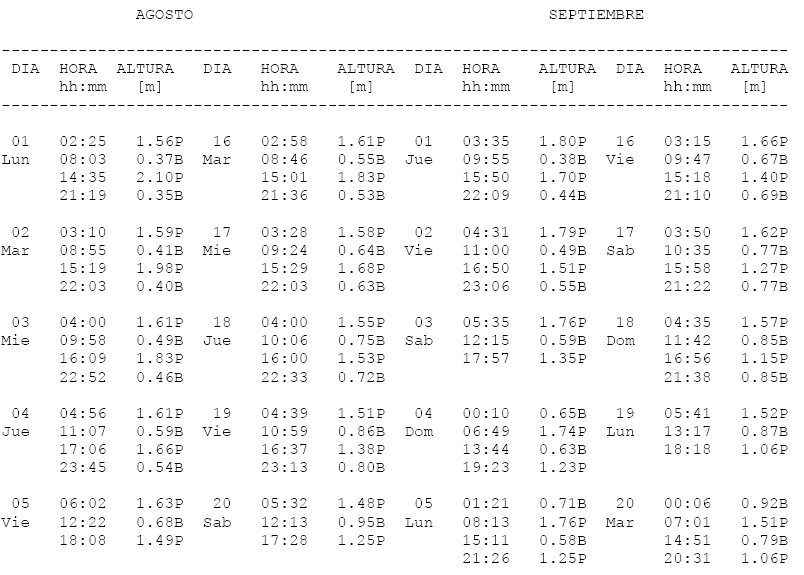 AGOSTO SEPTIEMBRE
--------------------------------------------------------------------------------
DIA HORA ALTURA DIA HORA ALTURA DIA HORA ALTURA DIA HORA ALTURA
hh:mm [m] hh:mm [m] hh:mm [m] hh:mm [m]
--------------------------------------------------------------------------------
01 02:25 1.56P 16 02:58 1.61P 01 03:35 1.80P 16 03:15 1.66P
Lun 08:03 0.37B Mar 08:46 0.55B Jue 09:55 0.38B Vie 09:47 0.67B
14:35 2.10P 15:01 1.83P 15:50 1.70P 15:18 1.40P
21:19 0.35B 21:36 0.53B 22:09 0.44B 21:10 0.69B
02 03:10 1.59P 17 03:28 1.58P 02 04:31 1.79P 17 03:50 1.62P
Mar 08:55 0.41B Mie 09:24 0.64B Vie 11:00 0.49B Sab 10:35 0.77B
15:19 1.98P 15:29 1.68P 16:50 1.51P 15:58 1.27P
22:03 0.40B 22:03 0.63B 23:06 0.55B 21:22 0.77B
03 04:00 1.61P 18 04:00 1.55P 03 05:35 1.76P 18 04:35 1.57P
Mie 09:58 0.49B Jue 10:06 0.75B Sab 12:15 0.59B Dom 11:42 0.85B
16:09 1.83P 16:00 1.53P 17:57 1.35P 16:56 1.15P
22:52 0.46B 22:33 0.72B 21:38 0.85B
04 04:56 1.61P 19 04:39 1.51P 04 00:10 0.65B 19 05:41 1.52P
Jue 11:07 0.59B Vie 10:59 0.86B Dom 06:49 1.74P Lun 13:17 0.87B
17:06 1.66P 16:37 1.38P 13:44 0.63B 18:18 1.06P
23:45 0.54B 23:13 0.80B 19:23 1.23P
05 06:02 1.63P 20 05:32 1.48P 05 01:21 0.71B 20 00:06 0.92B
Vie 12:22 0.68B Sab 12:13 0.95B Lun 08:13 1.76P Mar 07:01 1.51P
18:08 1.49P 17:28 1.25P 15:11 0.58B 14:51 0.79B
21:26 1.25P 20:31 1.06P